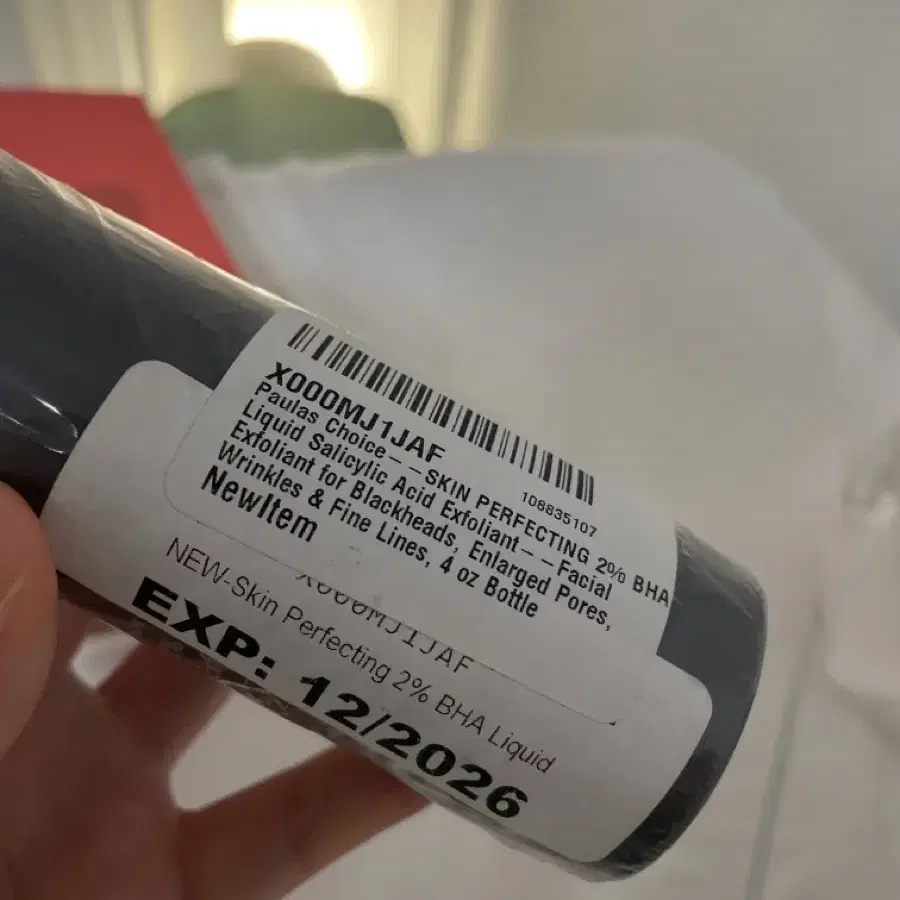 X000MJ1JAF
108835107
Paulas Choice--SKIN PERFECTING 2% BHA
Liquid Salicylic Acid Exfoliant--Facial
Exfoliant for Blackheads, Enlarged Pores,
Wrinkles & Fine Lines, 4 oz Bottle
NewItem
X000MJ1JAF
NEW-Skin Perfecting 2% BHA Liquid
EXP: 12/2026